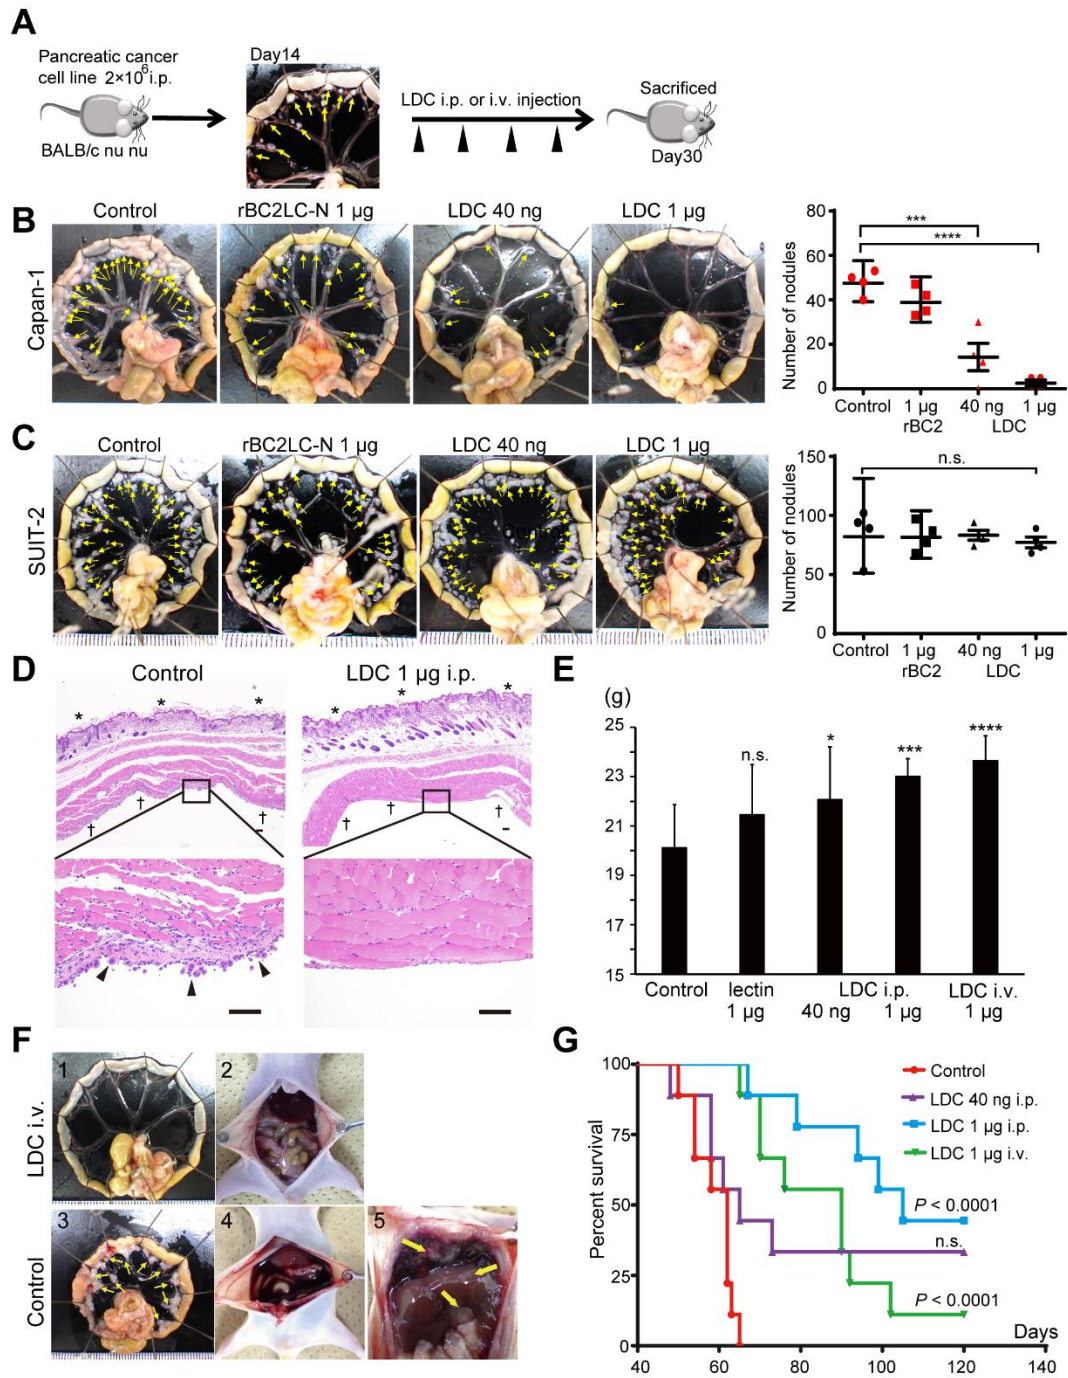 A
Pancreatic cancer
cell line 2×10⁶ i.p.
BALB/c nu nu
Day14
LDC i.p. or i.v. injection
Sacrificed
Day30
B
Control
rBC2LC-N 1 µg
LDC 40 ng
LDC 1 µg
Capan-1
Number of nodules
80
60
40
20
0
***
****
Control
1 µg
40 ng
1 µg
rBC2
LDC
C
Control
rBC2LC-N 1 µg
LDC 40 ng
LDC 1 µg
SUIT-2
Control
Number of nodules
150
100
50
0
n.s.
Control
1 µg
40 ng
1 µg
rBC2
LDC
D
Control
LDC 1 µg i.p.
* * *
* * *
† † †
† † †
E
(g)
25
23
21
19
17
15
n.s.
*
***
****
Control
lectin
LDC i.p.
LDC i.v.
1 µg
40 ng
1 µg
1 µg
F
LDC i.v.
1
2
Control
3
4
5
G
Percent survival
100
75
50
25
0
Control
LDC 40 ng i.p.
LDC 1 µg i.p.
LDC 1 µg i.v.
P < 0.0001
n.s.
P < 0.0001
Days
40
60
80
100
120
140